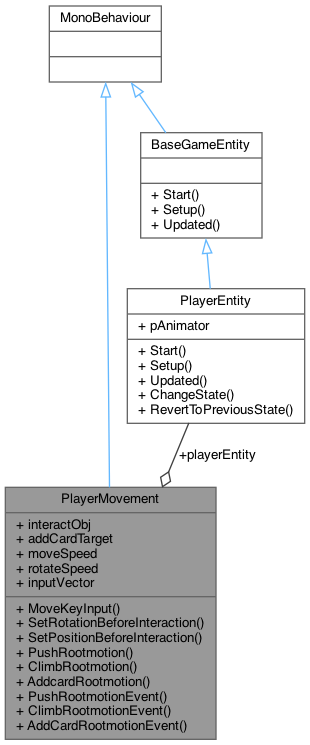 MonoBehaviour
BaseGameEntity
+ Start()
+ Setup()
+ Updated()
PlayerEntity
+ pAnimator
+ Start()
+ Setup()
+ Updated()
+ ChangeState()
+ RevertToPreviousState()
+playerEntity
PlayerMovement
+ interactObj
+ addCardTarget
+ moveSpeed
+ rotateSpeed
+ inputVector
+ MoveKeyInput()
+ SetRotationBeforeInteraction()
+ SetPositionBeforeInteraction()
+ PushRootmotion()
+ ClimbRootmotion()
+ AddcardRootmotion()
+ PushRootmotionEvent()
+ ClimbRootmotionEvent()
+ AddCardRootmotionEvent()